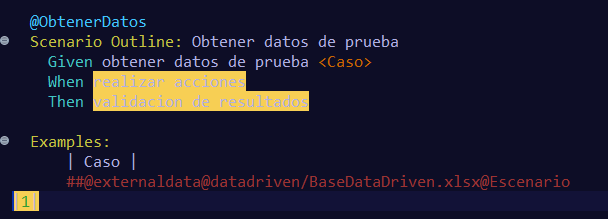 @ObtenerDatos
Scenario Outline: Obtener datos de prueba
Given obtener datos de prueba <Caso>
When realizar acciones
Then validacion de resultados
Examples:
| Caso |
##@externaldata@datadriven/BaseDataDriven.xlsx@Escenario
|1|